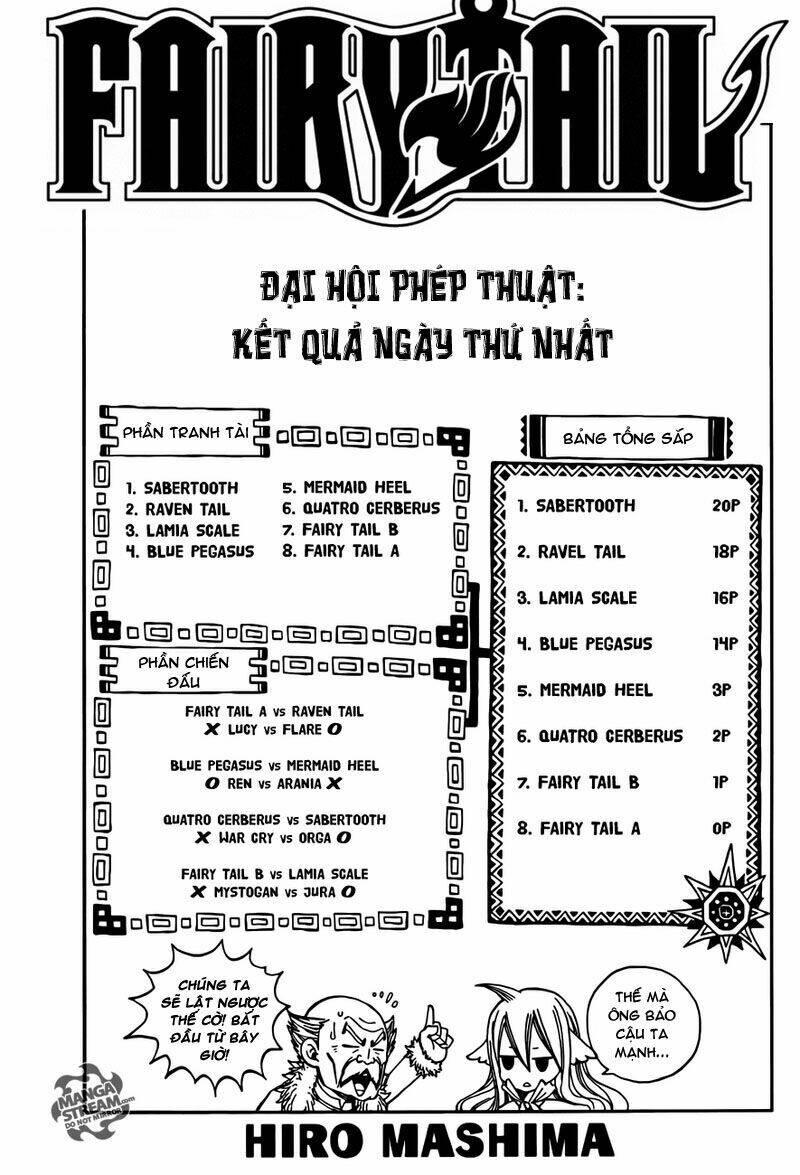 FAIRY TAIL
ĐẠI HỘI PHÉP THUẬT:
KẾT QUẢ NGÀY THỨ NHẤT
PHẦN TRANH TÀI
1. SABERTOOTH
2. RAVEN TAIL
3. LAMIA SCALE
4. BLUE PEGASUS
5. MERMAID HEEL
6. QUATRO CERBERUS
7. FAIRY TAIL B
8. FAIRY TAIL A
PHẦN CHIẾN
ĐẤU
FAIRY TAIL A vs RAVEN TAIL
X LUCY vs FLARE O
BLUE PEGASUS vs MERMAID HEEL
O REN vs ARANIA X
QUATRO CERBERUS vs SABERTOOTH
X WAR CRY vs ORGA O
FAIRY TAIL B vs LAMIA SCALE
X MYSTOGAN vs JURA O
BẢNG TỔNG SẮP
1. SABERTOOTH 20P
2. RAVEL TAIL 18P
3. LAMIA SCALE 16P
4. BLUE PEGASUS 14P
5. MERMAID HEEL 3P
6. QUATRO CERBERUS 2P
7. FAIRY TAIL B 1P
8. FAIRY TAIL A 0P
CHÚNG TA
SẼ LẬT NGƯỢC
THẾ CỜ! BẮT
ĐẦU TỪ BÂY
GIỜ!
THẾ MÀ
ÔNG BẢO
CẬU TA
MẠNH...
MANGA
STREAM.com
DO NOT MIRROR
HIRO MASHIMA